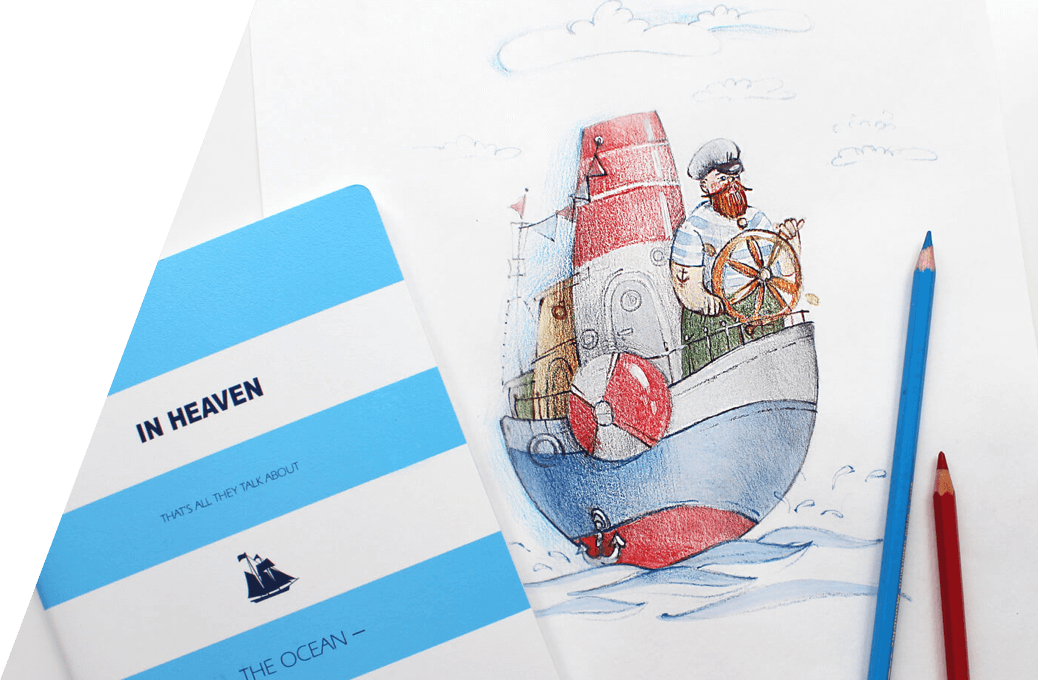 IN HEAVEN
THAT'S ALL THEY TALK ABOUT
THE OCEAN –